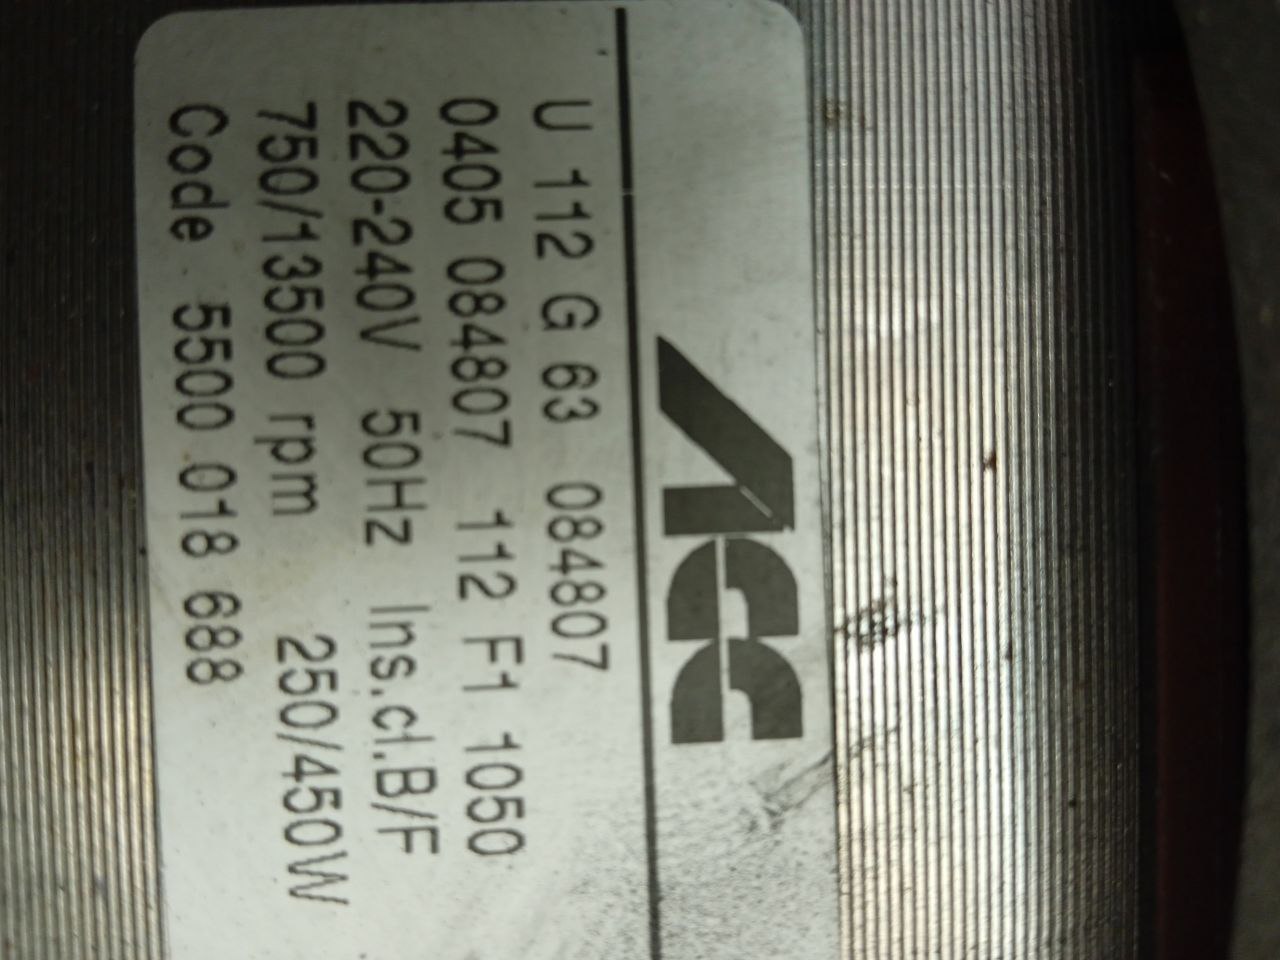 ACC
U 112 G 63 084807
0405 084807 112 F1 1050
220-240V 50Hz Ins.cl.B/F
750/13500 rpm 250/450W
Code 5500 018 688